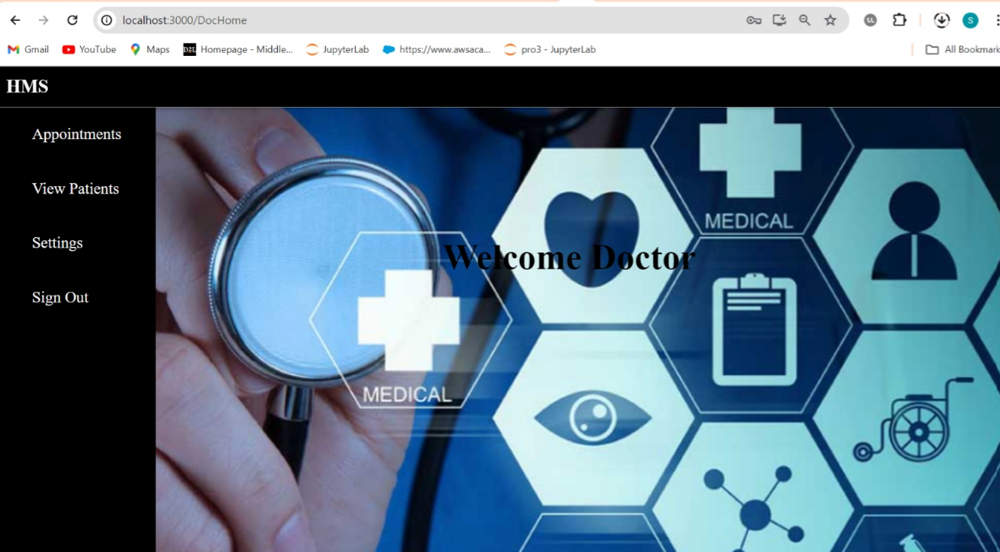 localhost:3000/DocHome
Gmail YouTube Maps D2L Homepage - Middle... JupyterLab https://www.awsaca... pro3 - JupyterLab All Bookmark
HMS
Appointments
View Patients
Settings
Sign Out
MEDICAL
Welcome Doctor
MEDICAL
S